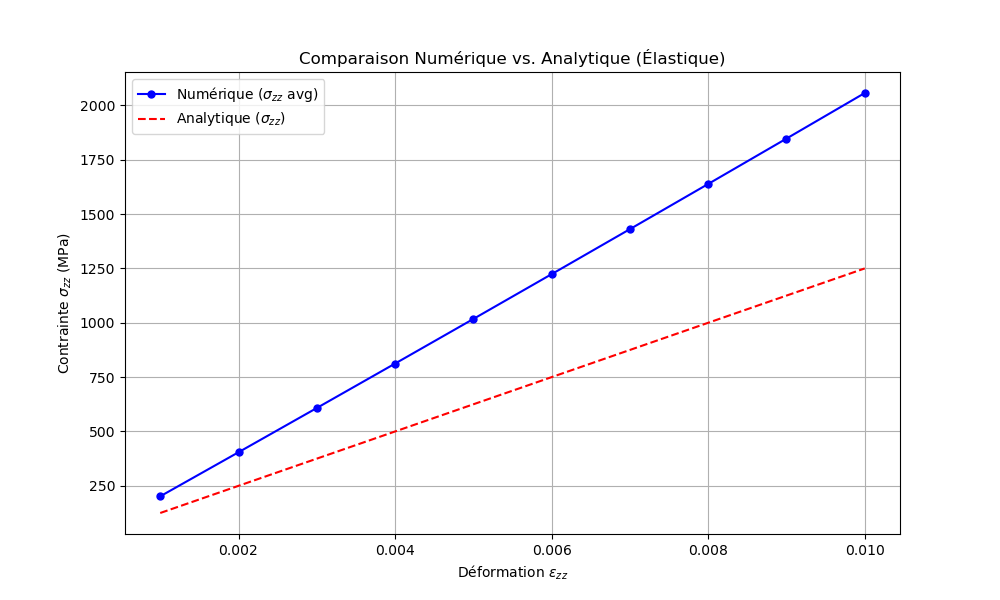 Comparaison Numérique vs. Analytique (Élastique)
Numérique (σzz avg)
Analytique (σzz)
Contrainte σzz (MPa)
2000
1750
1500
1250
1000
750
500
250
0.002 0.004 0.006 0.008 0.010
Déformation εzz